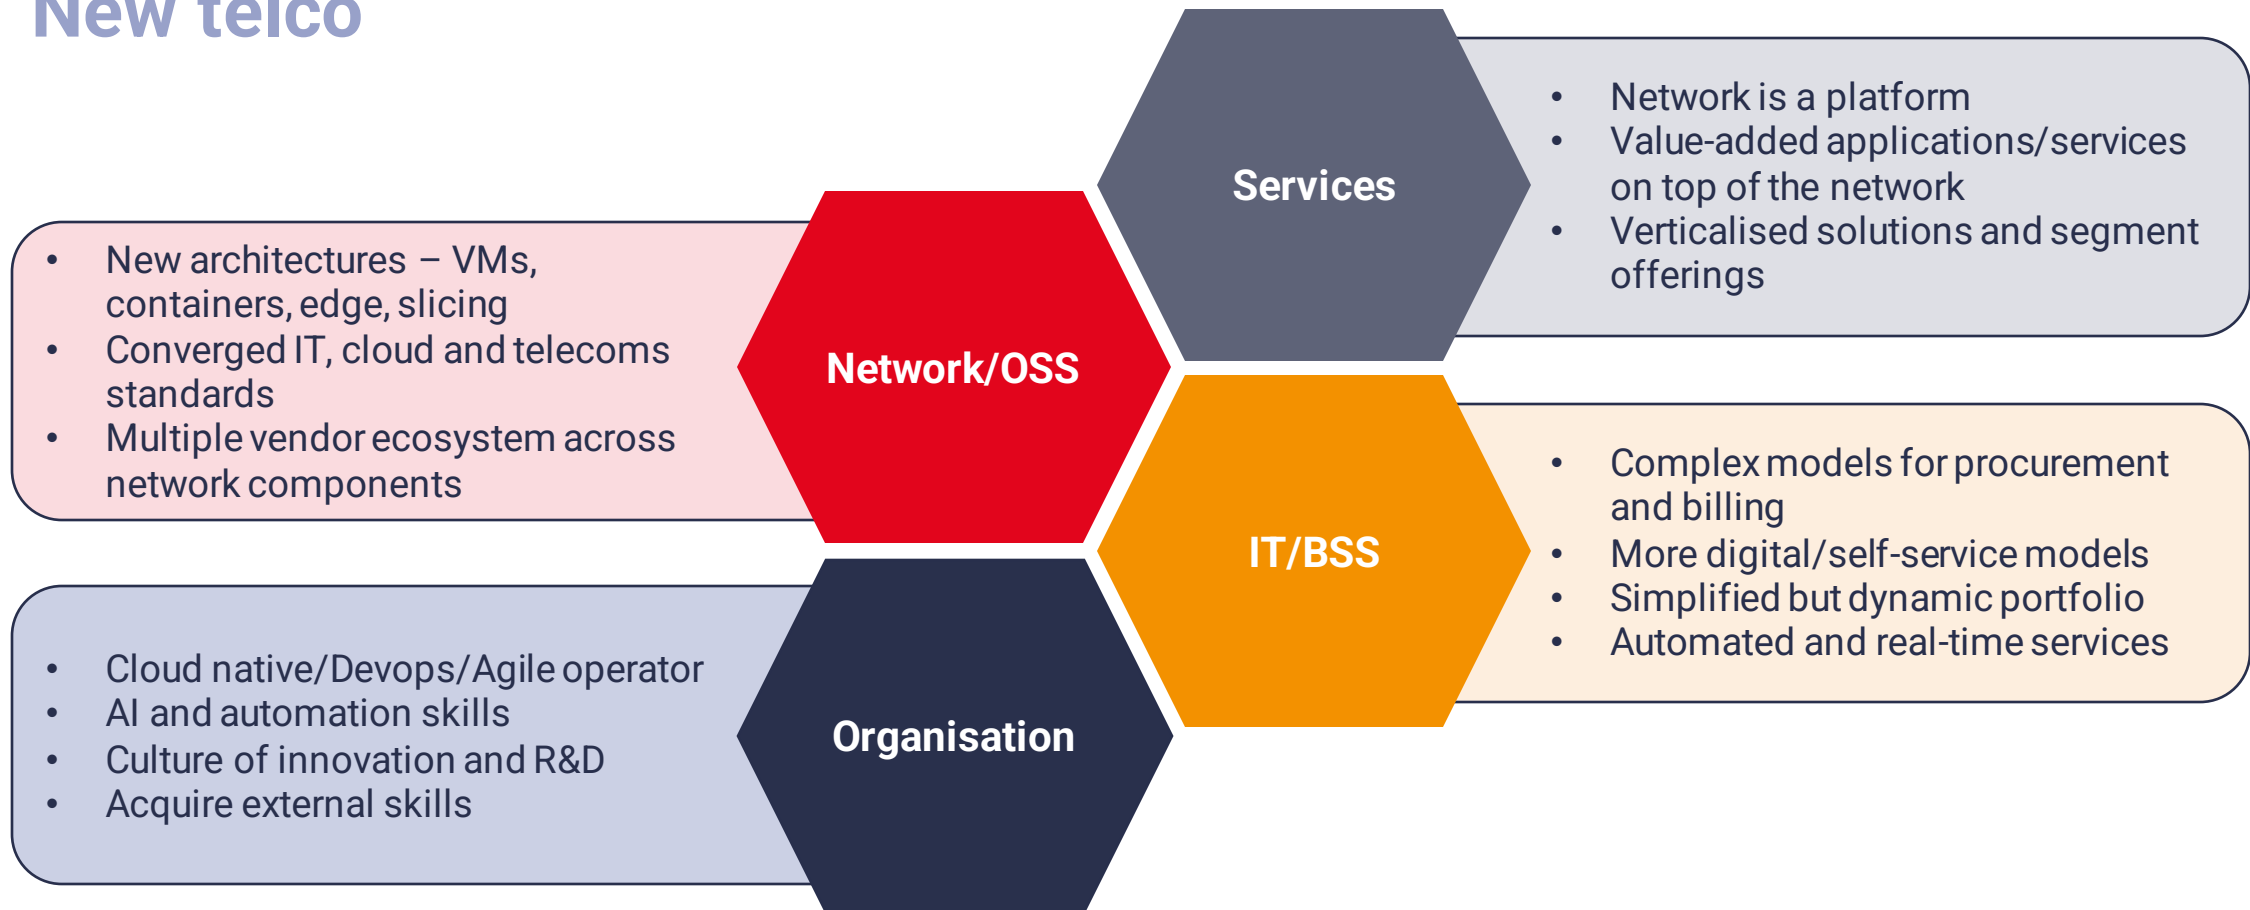 New telco
Services
• Network is a platform
• Value-added applications/services
on top of the network
• Verticalised solutions and segment
offerings
• New architectures – VMs,
containers, edge, slicing
• Converged IT, cloud and telecoms
standards
• Multiple vendor ecosystem across
network components
Network/OSS
IT/BSS
• Complex models for procurement
and billing
• More digital/self-service models
• Simplified but dynamic portfolio
• Automated and real-time services
• Cloud native/Devops/Agile operator
• AI and automation skills
• Culture of innovation and R&D
• Acquire external skills
Organisation